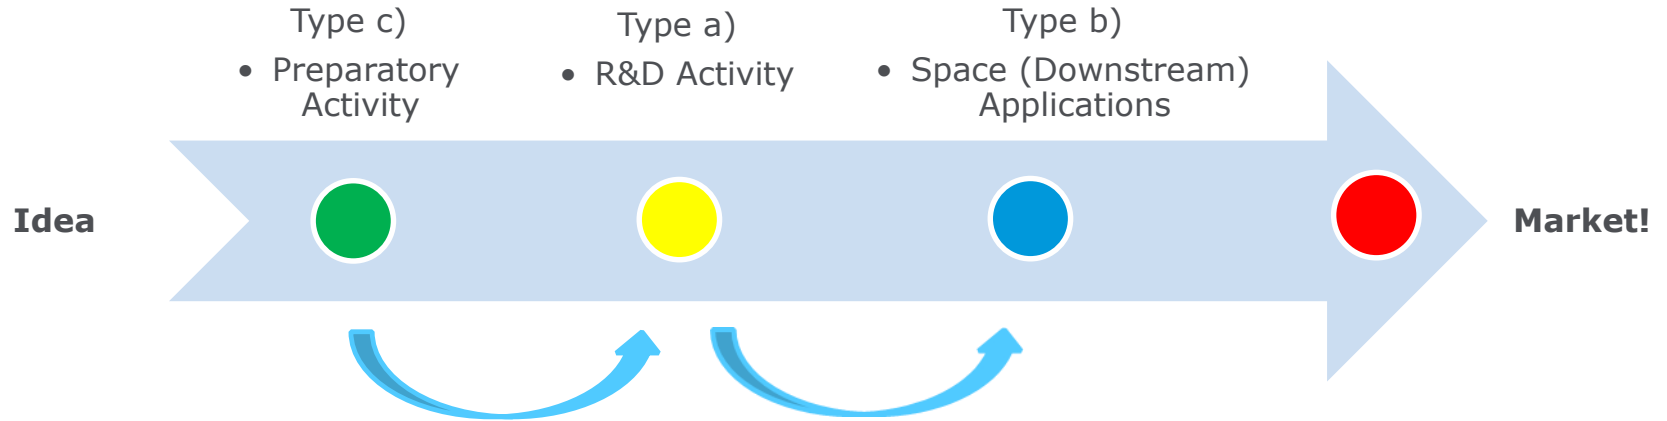 Type c)
• Preparatory
Activity
Type a)
• R&D Activity
Type b)
• Space (Downstream)
Applications
Idea
Market!